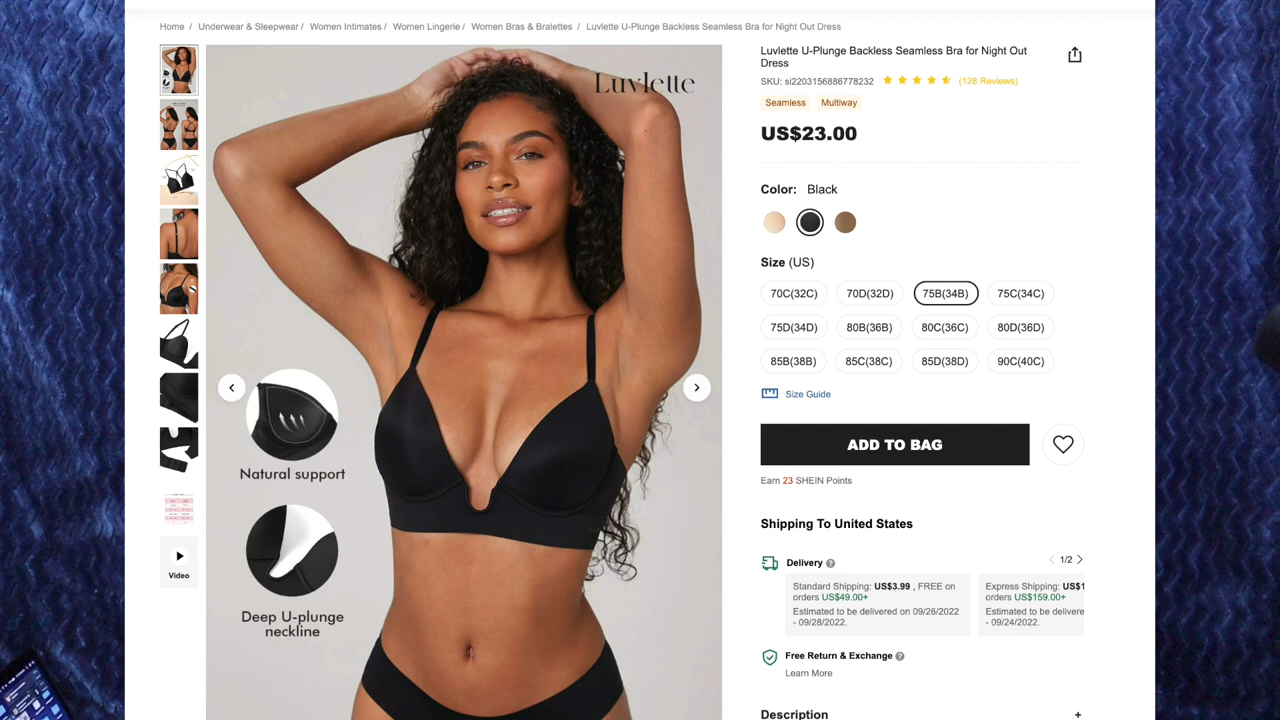 Home / Underwear & Sleepwear / Women Intimates / Women Lingerie / Women Bras & Bralettes / Luvlette U-Plunge Backless Seamless Bra for Night Out Dress
Luvlette
Natural support
Deep U-plunge
neckline
Video
Luvlette U-Plunge Backless Seamless Bra for Night Out
Dress
SKU: si2203156886778232 (128 Reviews)
Seamless Multiway
US$23.00
Color: Black
Size (US)
70C(32C) 70D(32D) 75B(34B) 75C(34C)
75D(34D) 80B(36B) 80C(36C) 80D(36D)
85B(38B) 85C(38C) 85D(38D) 90C(40C)
Size Guide
ADD TO BAG
Earn 23 SHEIN Points
Shipping To United States
Delivery ? 1/2
Standard Shipping: US$3.99 , FREE on
orders US$49.00+
Estimated to be delivered on 09/26/2022
- 09/28/2022.
Express Shipping: US$1
orders US$159.00+
Estimated to be delivere
- 09/24/2022.
Free Return & Exchange ?
Learn More
Description +